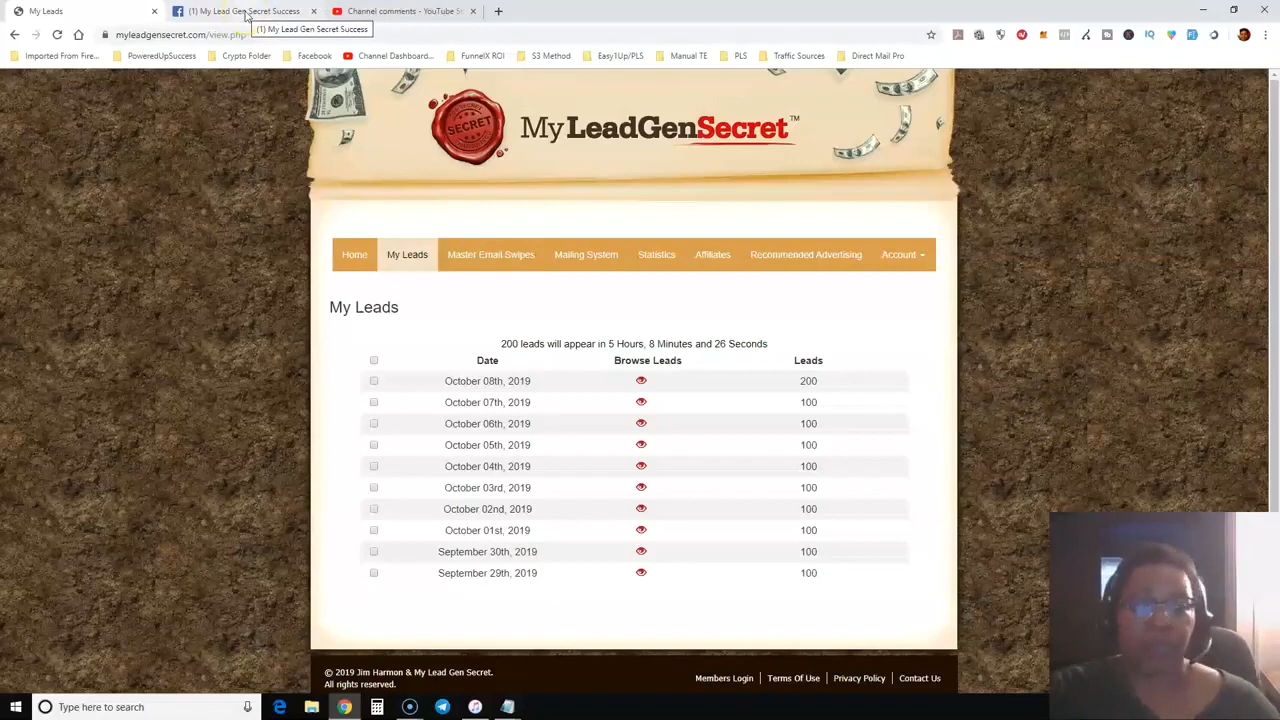 My Leads
(1) My Lead Gen Secret Success
Channel comments - YouTube St
myleadgensecret.com/view.php
(1) My Lead Gen Secret Success
Imported From Fire...
PoweredUpSuccess
Crypto Folder
Facebook
Channel Dashboard...
FunnelX ROI
S3 Method
Easy1Up/PLS
Manual TE
PLS
Traffic Sources
Direct Mail Pro
SECRET
MyLeadGenSecret™
Home My Leads Master Email Swipes Mailing System Statistics Affiliates Recommended Advertising Account
My Leads
200 leads will appear in 5 Hours, 8 Minutes and 26 Seconds
Date Browse Leads Leads
October 08th, 2019 200
October 07th, 2019 100
October 06th, 2019 100
October 05th, 2019 100
October 04th, 2019 100
October 03rd, 2019 100
October 02nd, 2019 100
October 01st, 2019 100
September 30th, 2019 100
September 29th, 2019 100
© 2019 Jim Harmon & My Lead Gen Secret.
All rights reserved.
Members Login | Terms Of Use | Privacy Policy | Contact Us
Type here to search